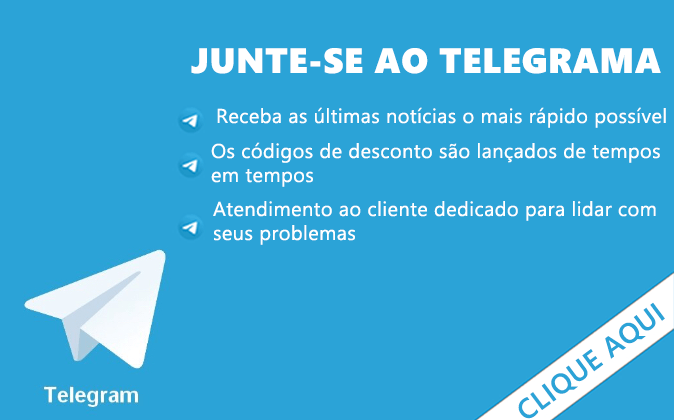 JUNTE-SE AO TELEGRAMA
Receba as últimas notícias o mais rápido possível
Os códigos de desconto são lançados de tempos
em tempos
Atendimento ao cliente dedicado para lidar com
seus problemas
Telegram
CLIQUE AQUI